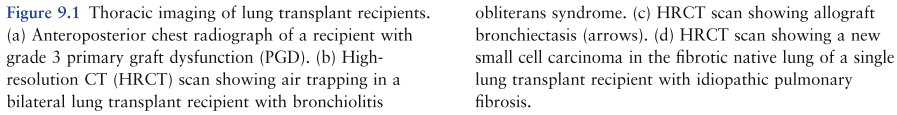 Figure 9.1 Thoracic imaging of lung transplant recipients.
(a) Anteroposterior chest radiograph of a recipient with
grade 3 primary graft dysfunction (PGD). (b) High-
resolution CT (HRCT) scan showing air trapping in a
bilateral lung transplant recipient with bronchiolitis
obliterans syndrome. (c) HRCT scan showing allograft
bronchiectasis (arrows). (d) HRCT scan showing a new
small cell carcinoma in the fibrotic native lung of a single
lung transplant recipient with idiopathic pulmonary
fibrosis.